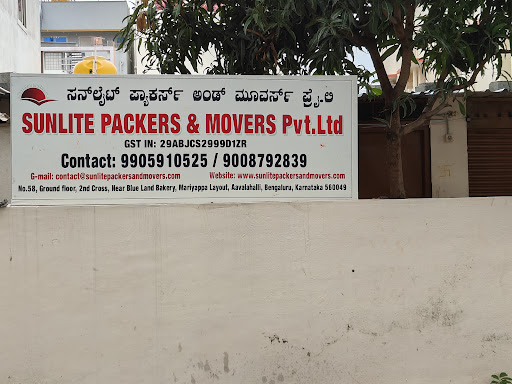 ಸನ್‌ಲೈಟ್ ಪ್ಯಾಕರ್ಸ್ ಅಂಡ್ ಮೂವರ್ಸ್ ಪ್ರೈ.ಲಿ
SUNLITE PACKERS & MOVERS Pvt.Ltd
GST IN: 29ABJCS2999D1ZR
Contact: 9905910525 / 9008792839
G-mail: contact@sunlitepackersandmovers.com Website: www.sunlitepackersandmovers.com
No.58, Ground floor, 2nd Cross, Near Blue Land Bakery, Mariyappa Layout, Aavalahalli, Bengaluru, Karnataka 560049